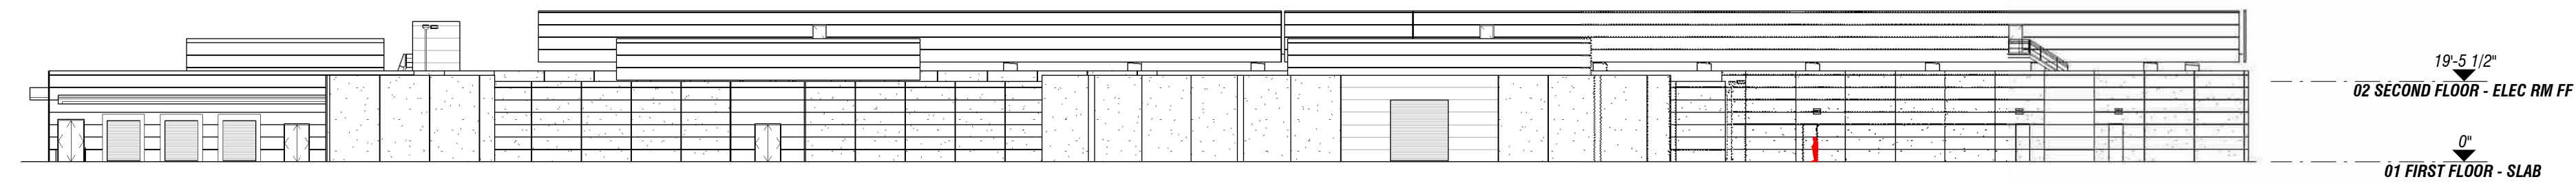 19'-5 1/2"
02 SECOND FLOOR - ELEC RM FF
0"
01 FIRST FLOOR - SLAB